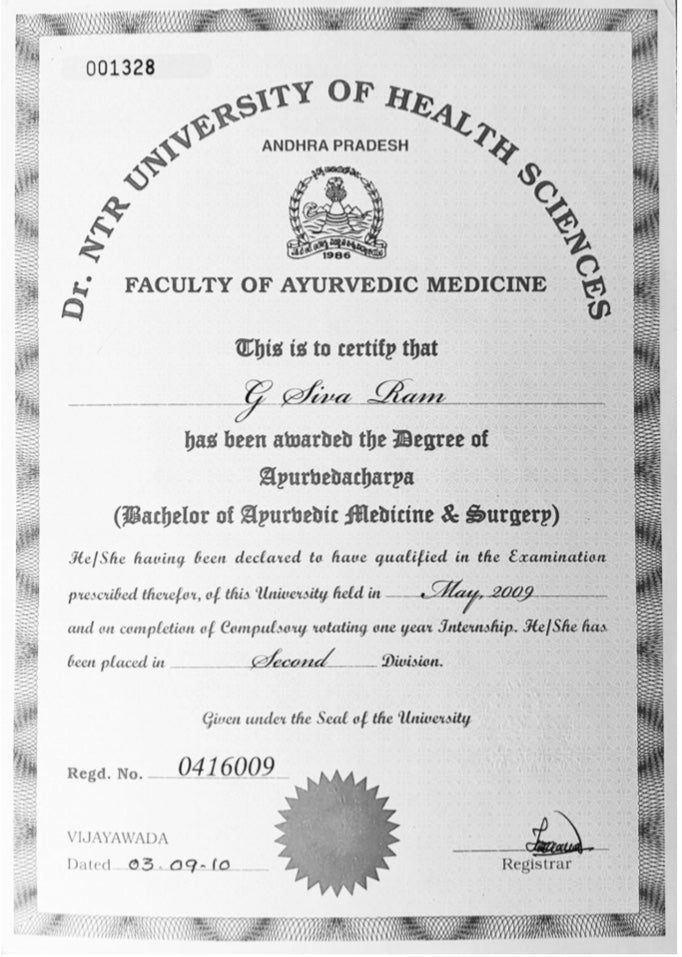 001328
Dr. NTR UNIVERSITY OF HEALTH SCIENCES
ANDHRA PRADESH
1986
FACULTY OF AYURVEDIC MEDICINE
This is to certify that
G Siva Ram
has been awarded the Degree of
Ayurvedacharya
(Bachelor of Ayurvedic Medicine & Surgery)
He/She having been declared to have qualified in the Examination
prescribed therefor, of this University held in May, 2009
and on completion of Compulsory rotating one year Internship. He/She has
been placed in Second Division.
Given under the Seal of the University
Regd. No. 0416009
VIJAYAWADA
Dated 03.09-10
Registrar